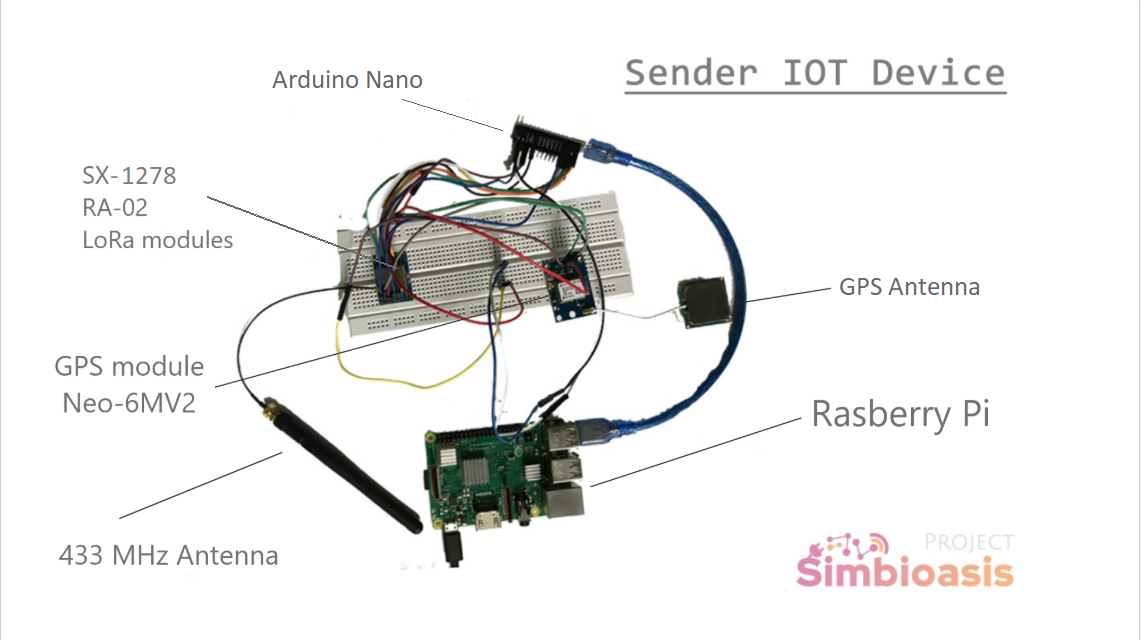 Sender IOT Device
Arduino Nano
SX-1278
RA-02
LoRa modules
GPS Antenna
GPS module
Neo-6MV2
Rasberry Pi
433 MHz Antenna
PROJECT
Simbioasis